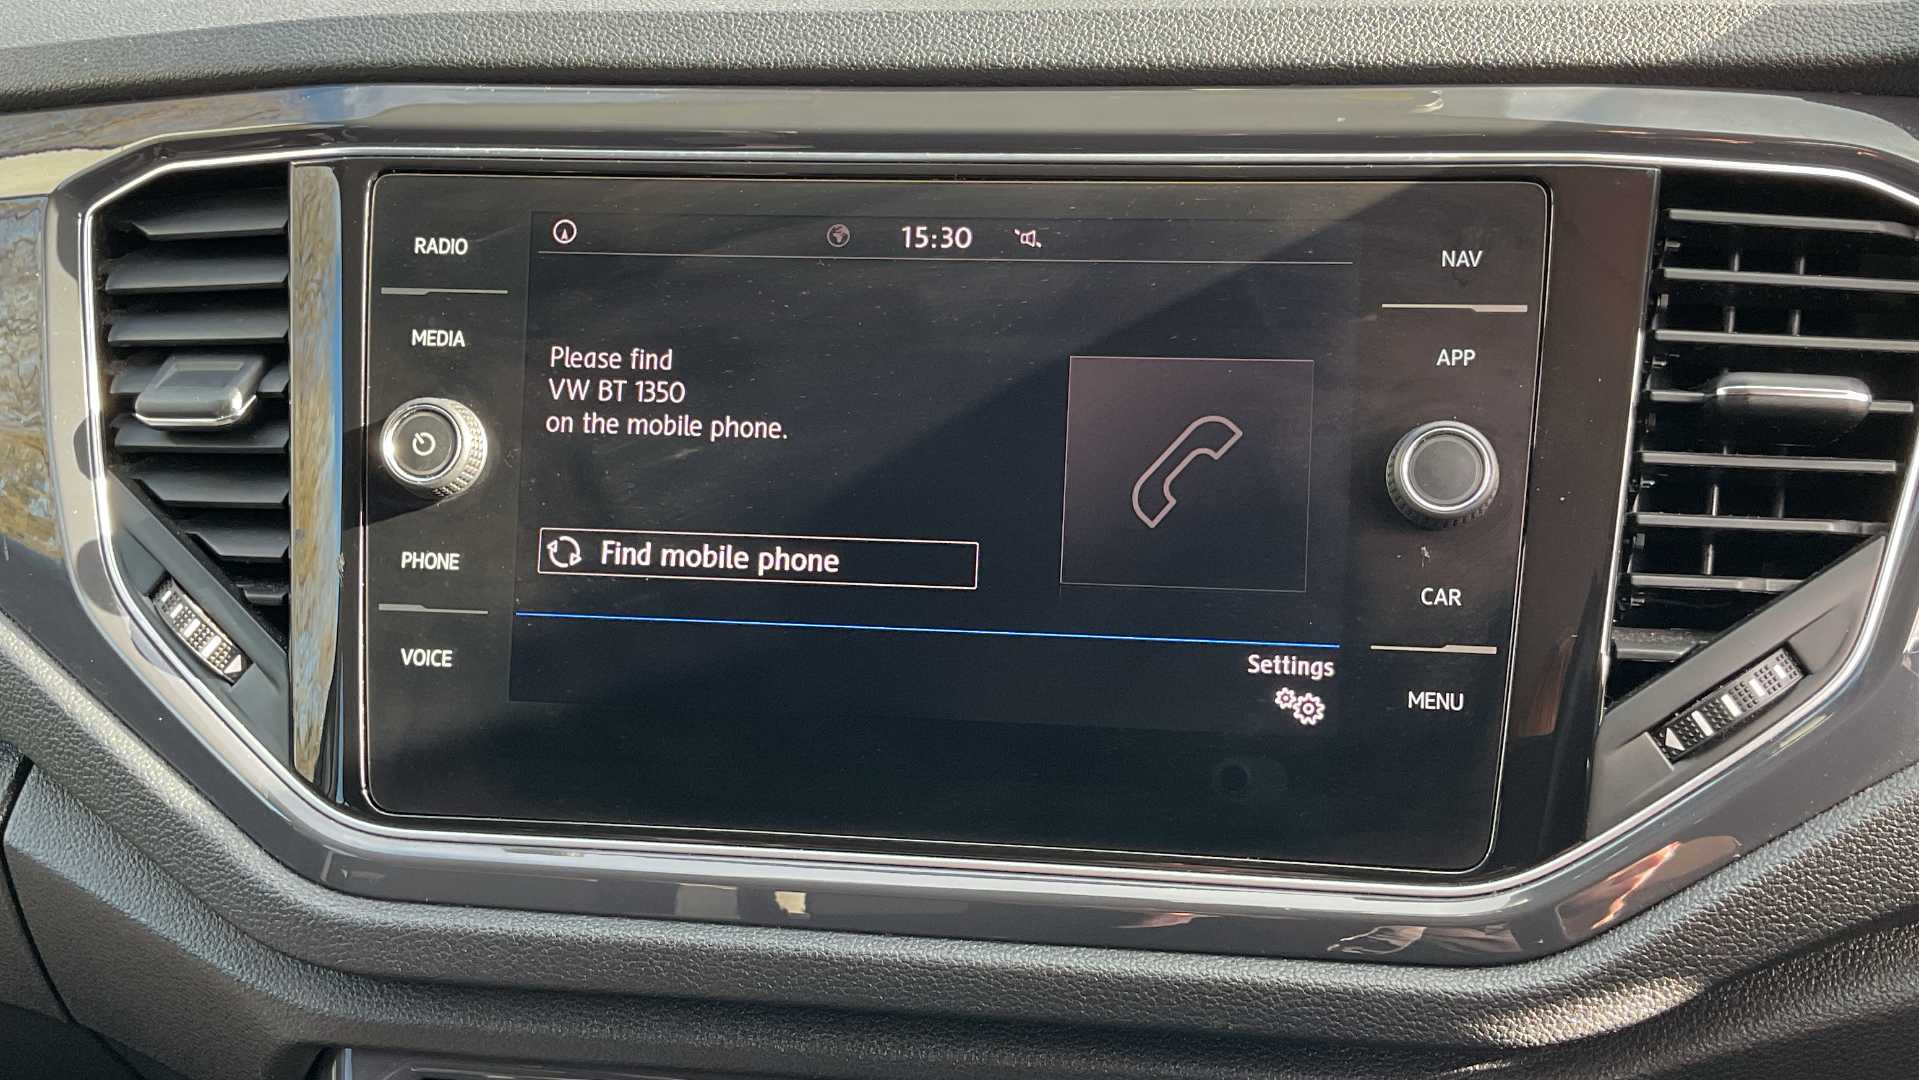 RADIO
MEDIA
PHONE
VOICE
15:30
Please find
VW BT 1350
on the mobile phone.
Find mobile phone
Settings
NAV
APP
CAR
MENU